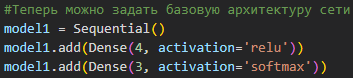 #Теперь можно задать базовую архитектуру сети
model1 = Sequential()
model1.add(Dense(4, activation='relu'))
model1.add(Dense(3, activation='softmax'))